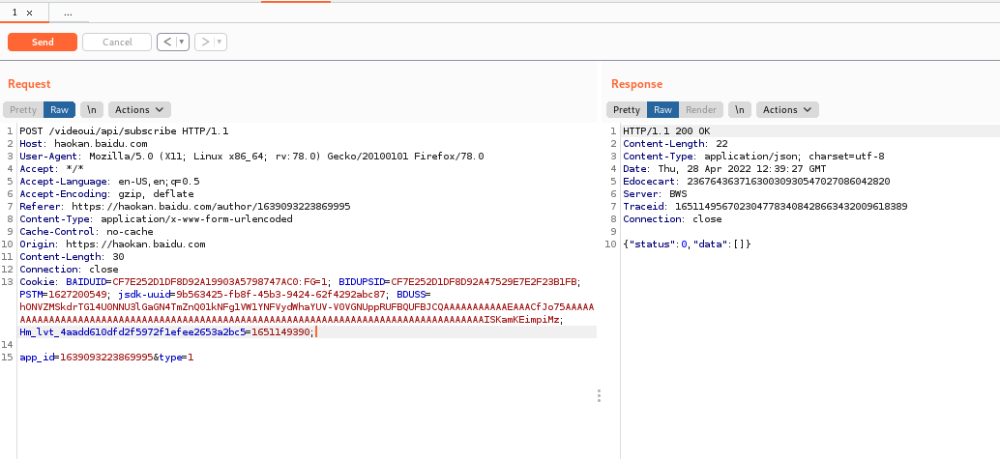 1 ×
...
Send
Cancel
< ▾
> ▾
Request
Pretty Raw \n Actions
1 POST /videoui/api/subscribe HTTP/1.1
2 Host: haokan.baidu.com
3 User-Agent: Mozilla/5.0 (X11; Linux x86_64; rv:78.0) Gecko/20100101 Firefox/78.0
4 Accept: */*
5 Accept-Language: en-US,en;q=0.5
6 Accept-Encoding: gzip, deflate
7 Referer: https://haokan.baidu.com/author/1639093223869995
8 Content-Type: application/x-www-form-urlencoded
9 Cache-Control: no-cache
10 Origin: https://haokan.baidu.com
11 Content-Length: 30
12 Connection: close
13 Cookie: BAIDUID=CF7E252D1DF8D92A19903A5798747AC0:FG=1; BIDUPSID=CF7E252D1DF8D92A47529E7E2F23B1FB;
PSTM=1627200549; jsdk-uuid=9b563425-fb8f-45b3-9424-62f4292abc87; BDUSS=
Hm_lvt_4aadd610dfd2f5972f1efee2653a2bc5=1651149390;
14
15 app_id=1639093223869995&type=1
Response
Pretty Raw Render \n Actions
1 HTTP/1.1 200 OK
2 Content-Length: 22
3 Content-Type: application/json; charset=utf-8
4 Date: Thu, 28 Apr 2022 12:39:27 GMT
5 Edocecart: 23676436371630030930547027086042820
6 Server: BWS
7 Traceid: 165114956702304778340842866343200961838​9
8 Connection: close
9
10 {"status":0,"data":[]}